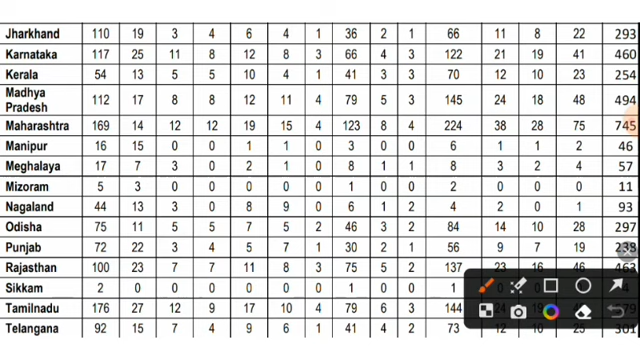 Jharkhand 110 19 3 4 6 4 1 36 2 1 66 11 8 22 293
Karnataka 117 25 11 8 12 8 3 66 4 3 122 21 19 41 460
Kerala 54 13 5 5 10 4 1 41 3 3 70 12 10 23 254
Madhya Pradesh 112 17 8 8 12 11 4 79 5 3 145 24 18 48 494
Maharashtra 169 14 12 12 19 15 4 123 8 4 224 38 28 75 745
Manipur 16 15 0 0 1 1 0 3 0 0 6 1 1 2 46
Meghalaya 17 7 3 0 2 1 0 8 1 1 8 3 2 4 57
Mizoram 5 3 0 0 0 0 0 1 0 0 2 0 0 0 11
Nagaland 44 13 3 0 8 9 0 6 1 2 4 2 0 1 93
Odisha 75 11 5 5 7 5 2 46 3 2 84 14 10 28 297
Punjab 72 22 3 4 5 7 1 30 2 1 56 9 7 19 238
Rajasthan 100 23 7 7 11 8 3 75 5 2 137 23 16 46 463
Sikkam 2 0 0 0 0 0 0 1 0 0 1
Tamilnadu 176 27 12 9 17 10 4 79 6 3 144
Telangana 92 15 7 4 9 6 1 41 4 2 73 12 10 25 301